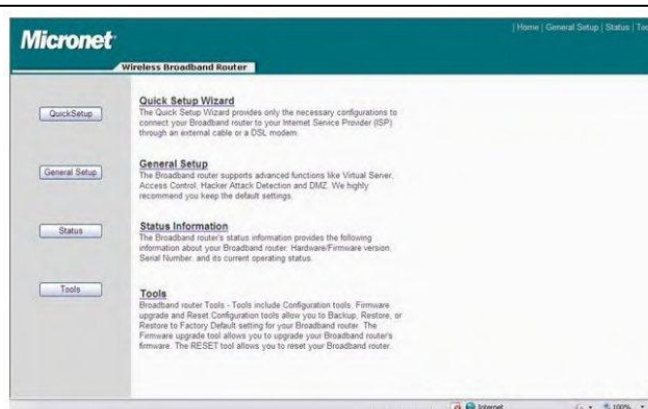 | Home | General Setup | Status |
Micronet
Wireless Broadband Router
QuickSetup
Quick Setup Wizard
The Quick Setup Wizard provides only the necessary configurations to
connect your Broadband router to your Internet Service Provider (ISP)
through an external cable or a DSL modem.
General Setup
General Setup
The Broadband router supports advanced functions like Virtual Server,
Access Control, Hacker Attack Detection and DMZ. We highly
recommend you keep the default settings.
Status
Status Information
The Broadband router's status information provides the following
information about your Broadband router: Hardware/Firmware version,
Serial Number, and its current operating status.
Tools
Tools
Broadband router Tools - Tools include Configuration tools, Firmware
upgrade and Reset. Configuration tools allow you to Backup, Restore, or
Restore to Factory Default setting for your Broadband router. The
Firmware upgrade tool allows you to upgrade your Broadband router's
firmware. The RESET tool allows you to reset your Broadband router.
Internet
100%